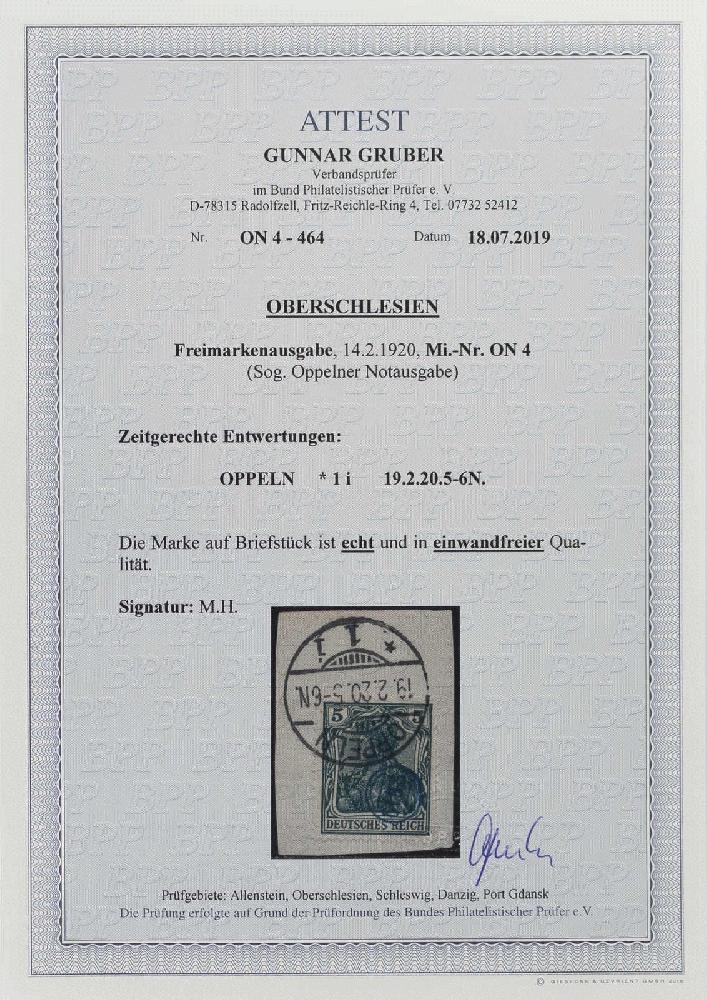 ATTEST
GUNNAR GRUBER
Verbandsprüfer
im Bund Philatelistischer Prüfer e. V.
D-78315 Radolfzell, Fritz-Reichle-Ring 4, Tel. 07732 52412
Nr. ON 4 - 464 Datum 18.07.2019
OBERSCHLESIEN
Freimarkenausgabe, 14.2.1920, Mi.-Nr. ON 4
(Sog. Oppelner Notausgabe)
Zeitgerechte Entwertungen:
OPPELN * 1 i 19.2.20.5-6N.
Die Marke auf Briefstück ist echt und in einwandfreier Qua-
lität.
Signatur: M.H.
* 1 i
19.2.20.5-6N.
OPPELN
5 5
DEUTSCHES REICH
Prüfgebiete: Allenstein, Oberschlesien, Schleswig, Danzig, Port Gdansk
Die Prüfung erfolgte auf Grund der Prüfordnung des Bundes Philatelistischer Prüfer e.V.